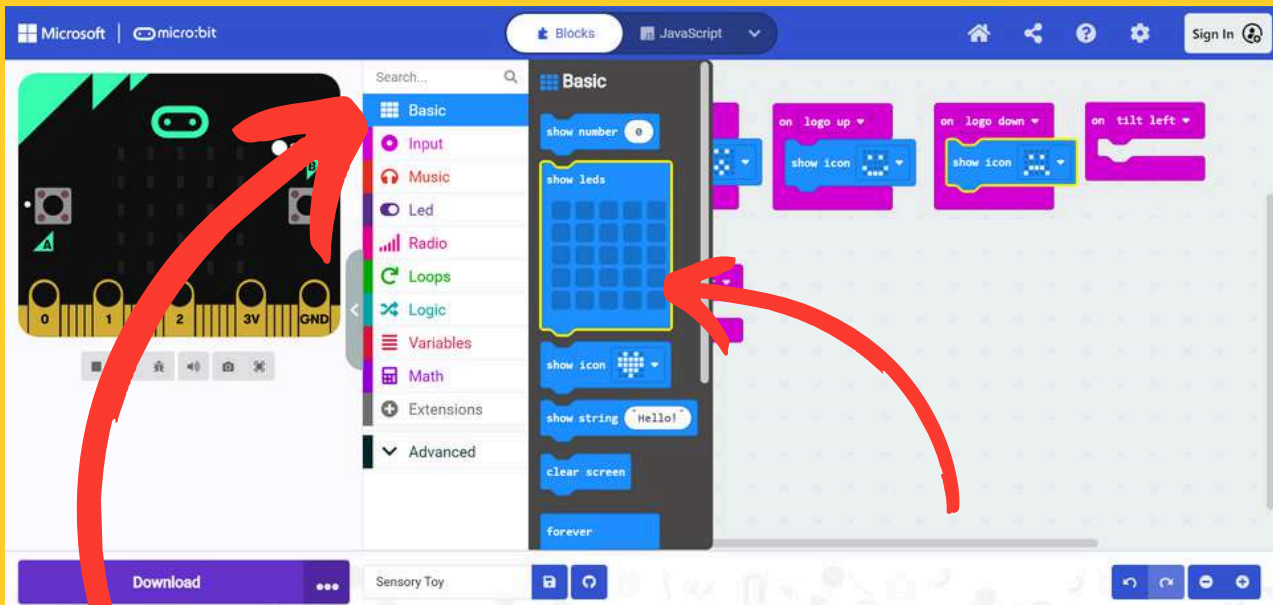 Microsoft micro:bit Blocks JavaScript Sign In
Search...
Basic
Input
Music
Led
Radio
Loops
Logic
Variables
Math
Extensions
Advanced
Basic
show number 0
show leds
show icon
show string "Hello!"
clear screen
forever
on logo up
show icon
on logo down
show icon
on tilt left
A
B
0 1 2 3V GND
Download ...
Sensory Toy